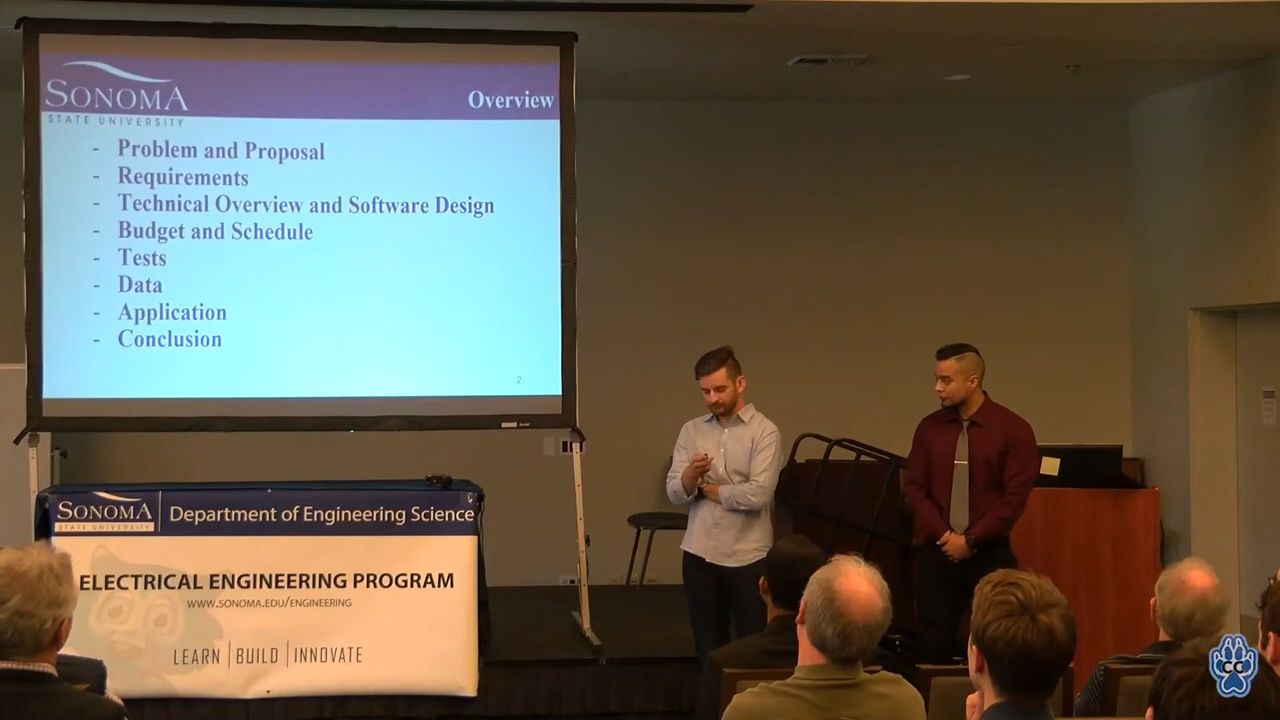 SONOMA
STATE UNIVERSITY
Overview
- Problem and Proposal
- Requirements
- Technical Overview and Software Design
- Budget and Schedule
- Tests
- Data
- Application
- Conclusion
2
SONOMA
STATE UNIVERSITY
Department of Engineering Science
ELECTRICAL ENGINEERING PROGRAM
WWW.SONOMA.EDU/ENGINEERING
LEARN | BUILD | INNOVATE
CC